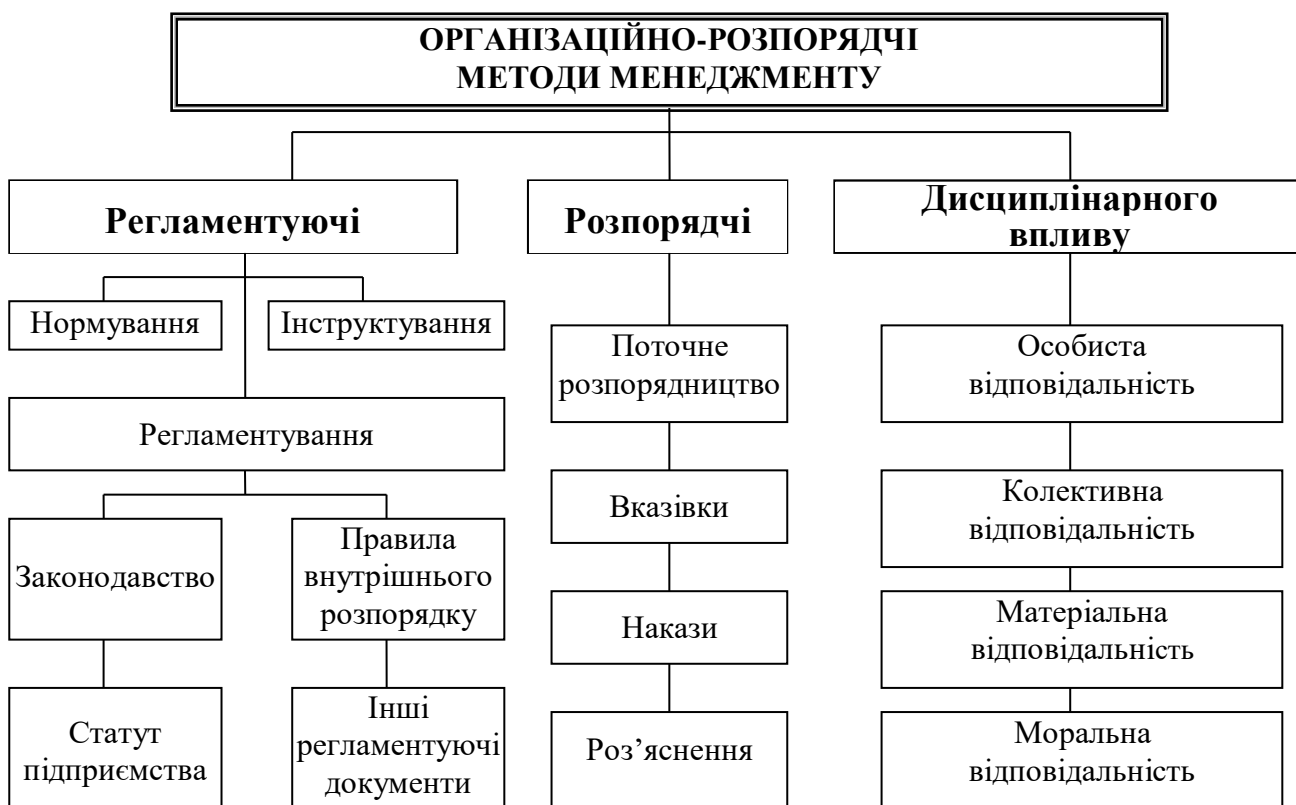 ОРГАНІЗАЦІЙНО-РОЗПОРЯДЧІ
МЕТОДИ МЕНЕДЖМЕНТУ
Регламентуючі
Розпорядчі
Дисциплінарного
впливу
Нормування
Інструктування
Регламентування
Законодавство
Правила
внутрішнього
розпорядку
Статут
підприємства
Інші
регламентуючі
документи
Поточне
розпорядництво
Вказівки
Накази
Роз’яснення
Особиста
відповідальність
Колективна
відповідальність
Матеріальна
відповідальність
Моральна
відповідальність